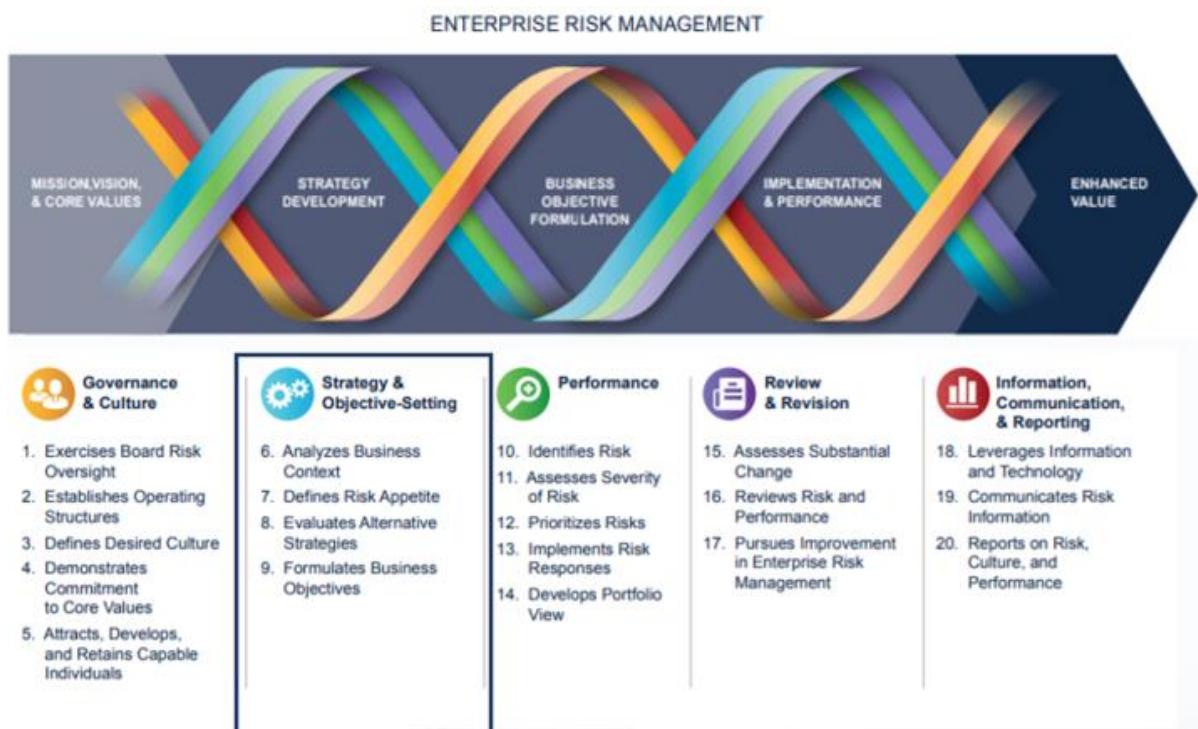 ENTERPRISE RISK MANAGEMENT
MISSION,VISION,
& CORE VALUES
STRATEGY
DEVELOPMENT
BUSINESS
OBJECTIVE
FORMULATION
IMPLEMENTATION
& PERFORMANCE
ENHANCED
VALUE
Governance
& Culture
1. Exercises Board Risk
Oversight
2. Establishes Operating
Structures
3. Defines Desired Culture
4. Demonstrates
Commitment
to Core Values
5. Attracts, Develops,
and Retains Capable
Individuals
Strategy &
Objective-Setting
6. Analyzes Business
Context
7. Defines Risk Appetite
8. Evaluates Alternative
Strategies
9. Formulates Business
Objectives
Performance
10. Identifies Risk
11. Assesses Severity
of Risk
12. Prioritizes Risks
13. Implements Risk
Responses
14. Develops Portfolio
View
Review
& Revision
15. Assesses Substantial
Change
16. Reviews Risk and
Performance
17. Pursues Improvement
in Enterprise Risk
Management
Information,
Communication,
& Reporting
18. Leverages Information
and Technology
19. Communicates Risk
Information
20. Reports on Risk,
Culture, and
Performance